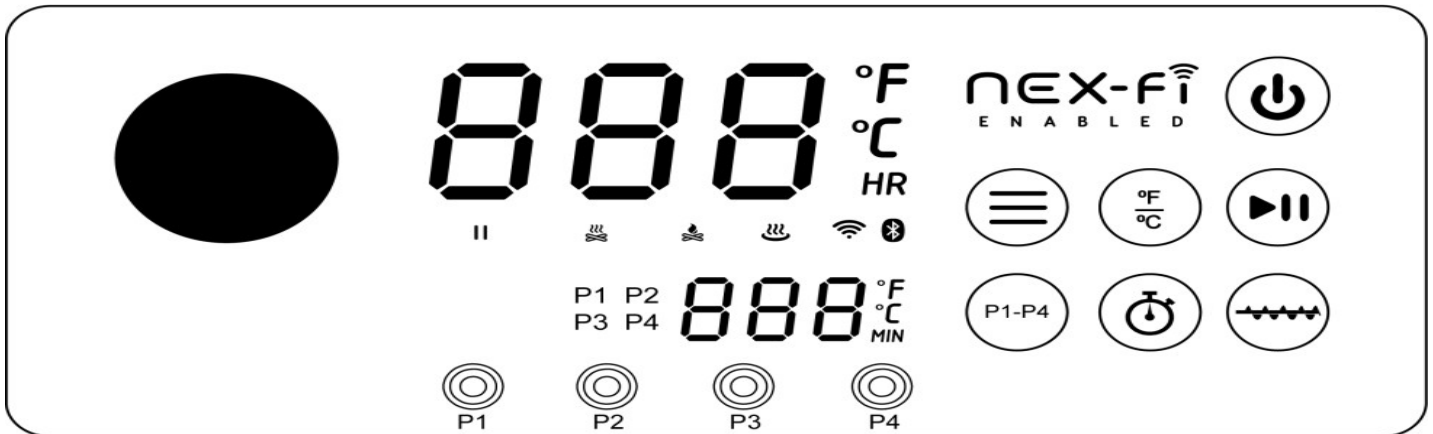 888 °F
°C
HR
nex-fi
ENABLED
°F
°C
P1 P2
P3 P4
888 °F
°C
MIN
P1-P4
P1
P2
P3
P4